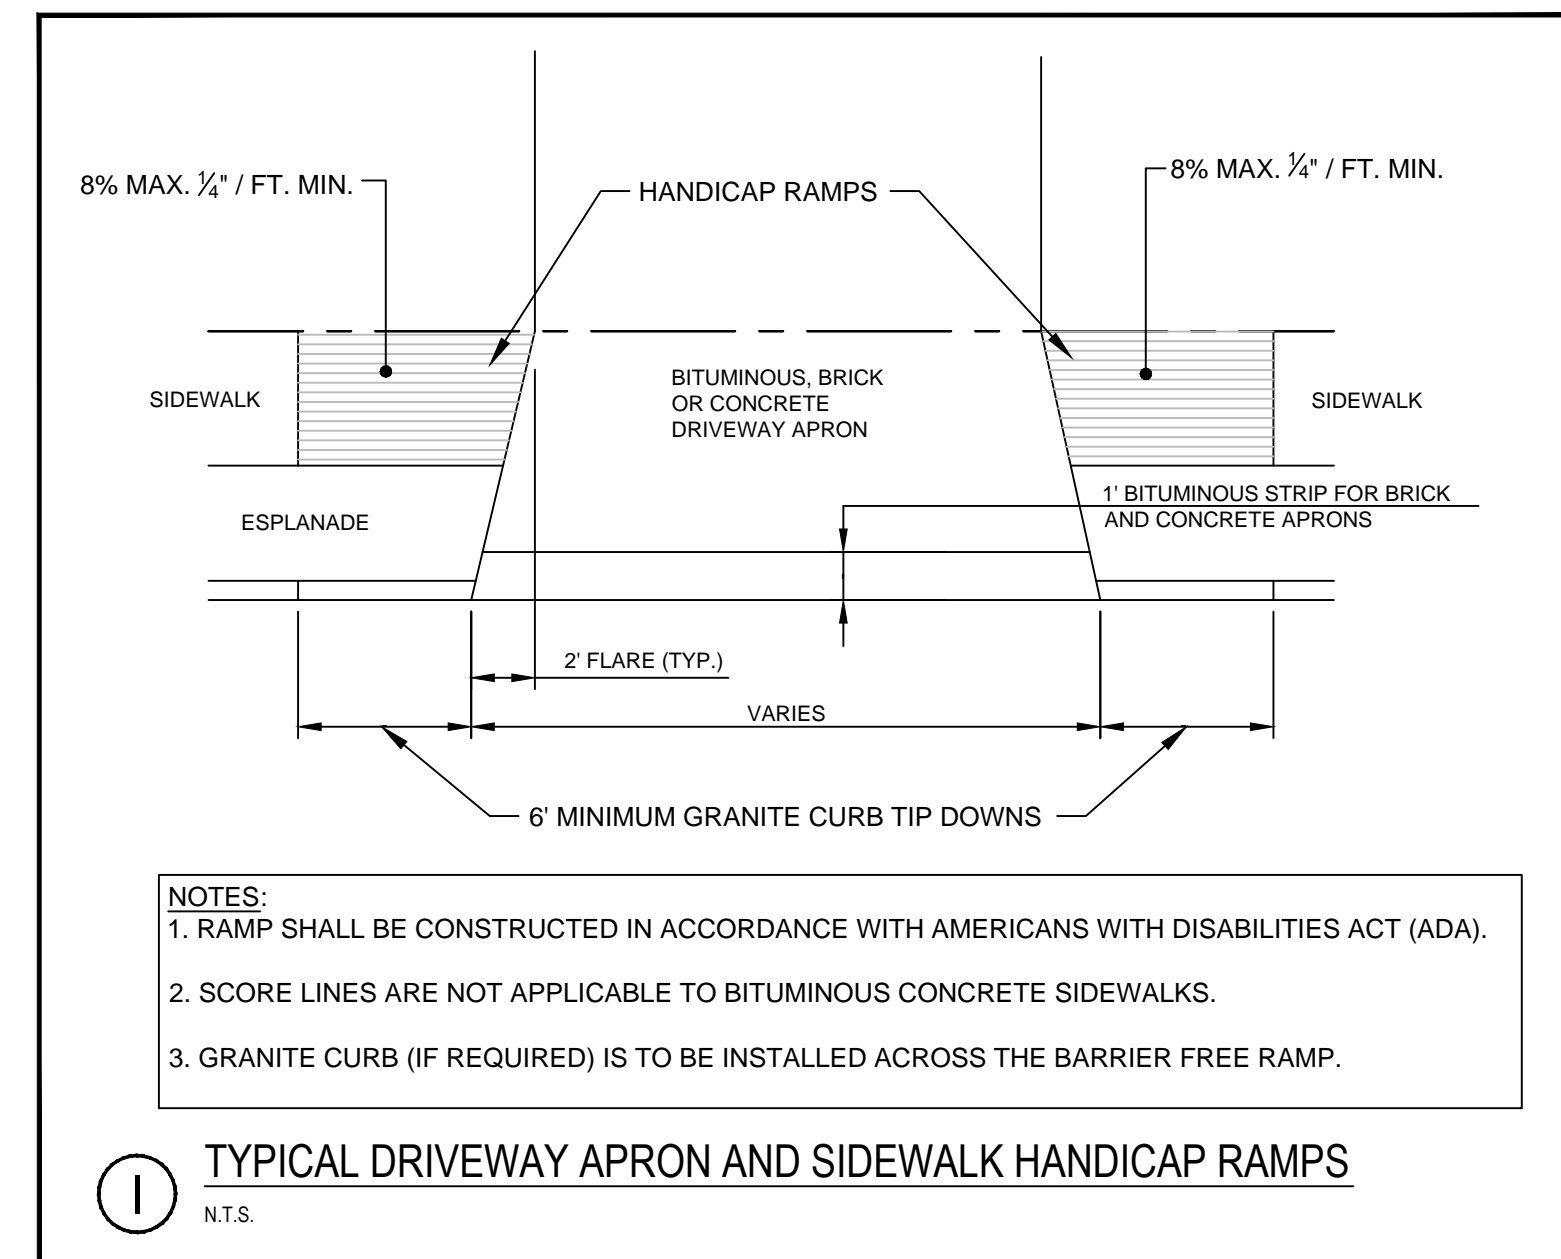 8% MAX. ¼" / FT. MIN.
HANDICAP RAMPS
8% MAX. ¼" / FT. MIN.
SIDEWALK
BITUMINOUS, BRICK
OR CONCRETE
DRIVEWAY APRON
SIDEWALK
ESPLANADE
1' BITUMINOUS STRIP FOR BRICK
AND CONCRETE APRONS
2' FLARE (TYP.)
VARIES
6' MINIMUM GRANITE CURB TIP DOWNS
NOTES:
1. RAMP SHALL BE CONSTRUCTED IN ACCORDANCE WITH AMERICANS WITH DISABILITIES ACT (ADA).
2. SCORE LINES ARE NOT APPLICABLE TO BITUMINOUS CONCRETE SIDEWALKS.
3. GRANITE CURB (IF REQUIRED) IS TO BE INSTALLED ACROSS THE BARRIER FREE RAMP.
I
TYPICAL DRIVEWAY APRON AND SIDEWALK HANDICAP RAMPS
N.T.S.